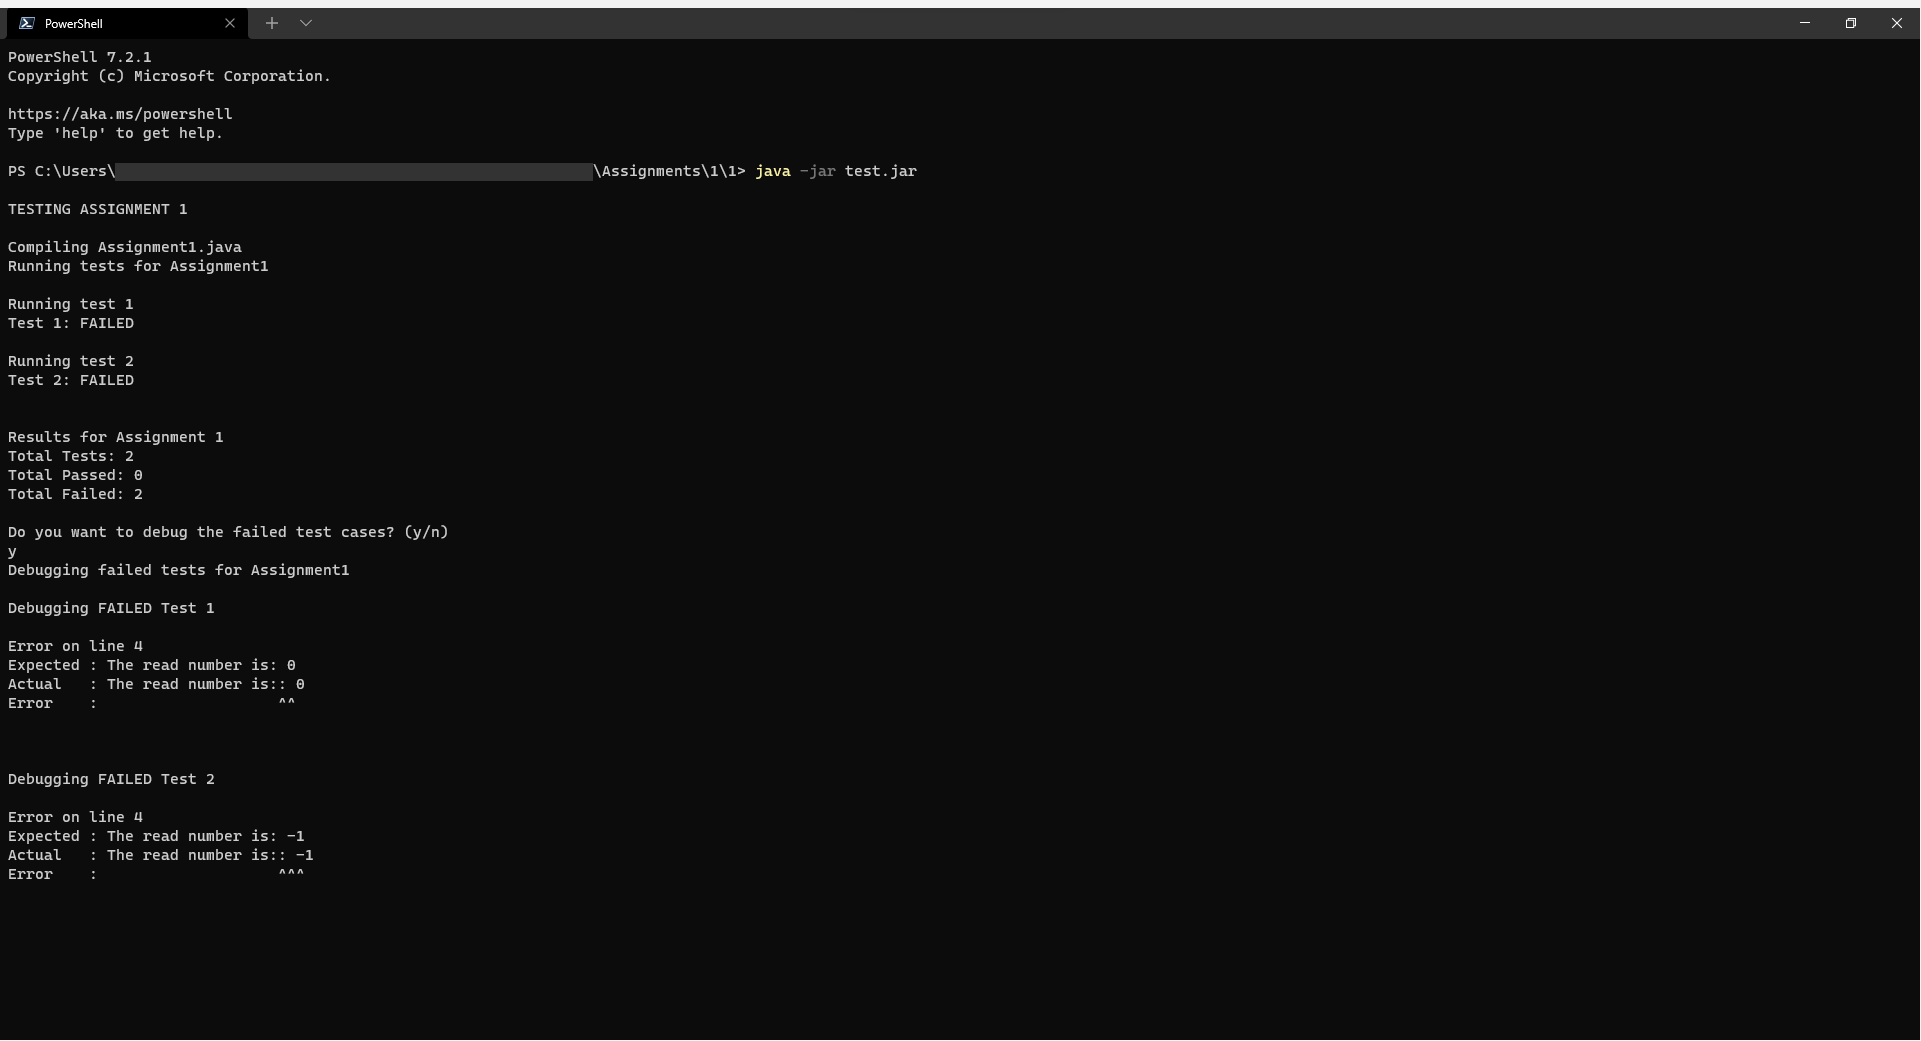 PowerShell
PowerShell 7.2.1
Copyright (c) Microsoft Corporation.
https://aka.ms/powershell
Type 'help' to get help.
PS C:\Users\ \Assignments\1\1> java -jar test.jar
TESTING ASSIGNMENT 1
Compiling Assignment1.java
Running tests for Assignment1
Running test 1
Test 1: FAILED
Running test 2
Test 2: FAILED
Results for Assignment 1
Total Tests: 2
Total Passed: 0
Total Failed: 2
Do you want to debug the failed test cases? (y/n)
y
Debugging failed tests for Assignment1
Debugging FAILED Test 1
Error on line 4
Expected : The read number is: 0
Actual   : The read number is:: 0
Error    :                    ^^
Debugging FAILED Test 2
Error on line 4
Expected : The read number is: -1
Actual   : The read number is:: -1
Error    :                    ^^^